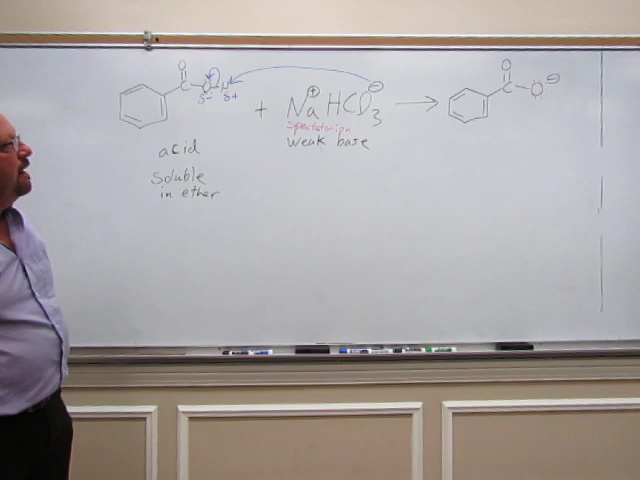 O O
C O H + Na⊕ HCO3⊖ → C O⊖
δ- δ+
Spectator ion
acid weak base
Soluble
in ether